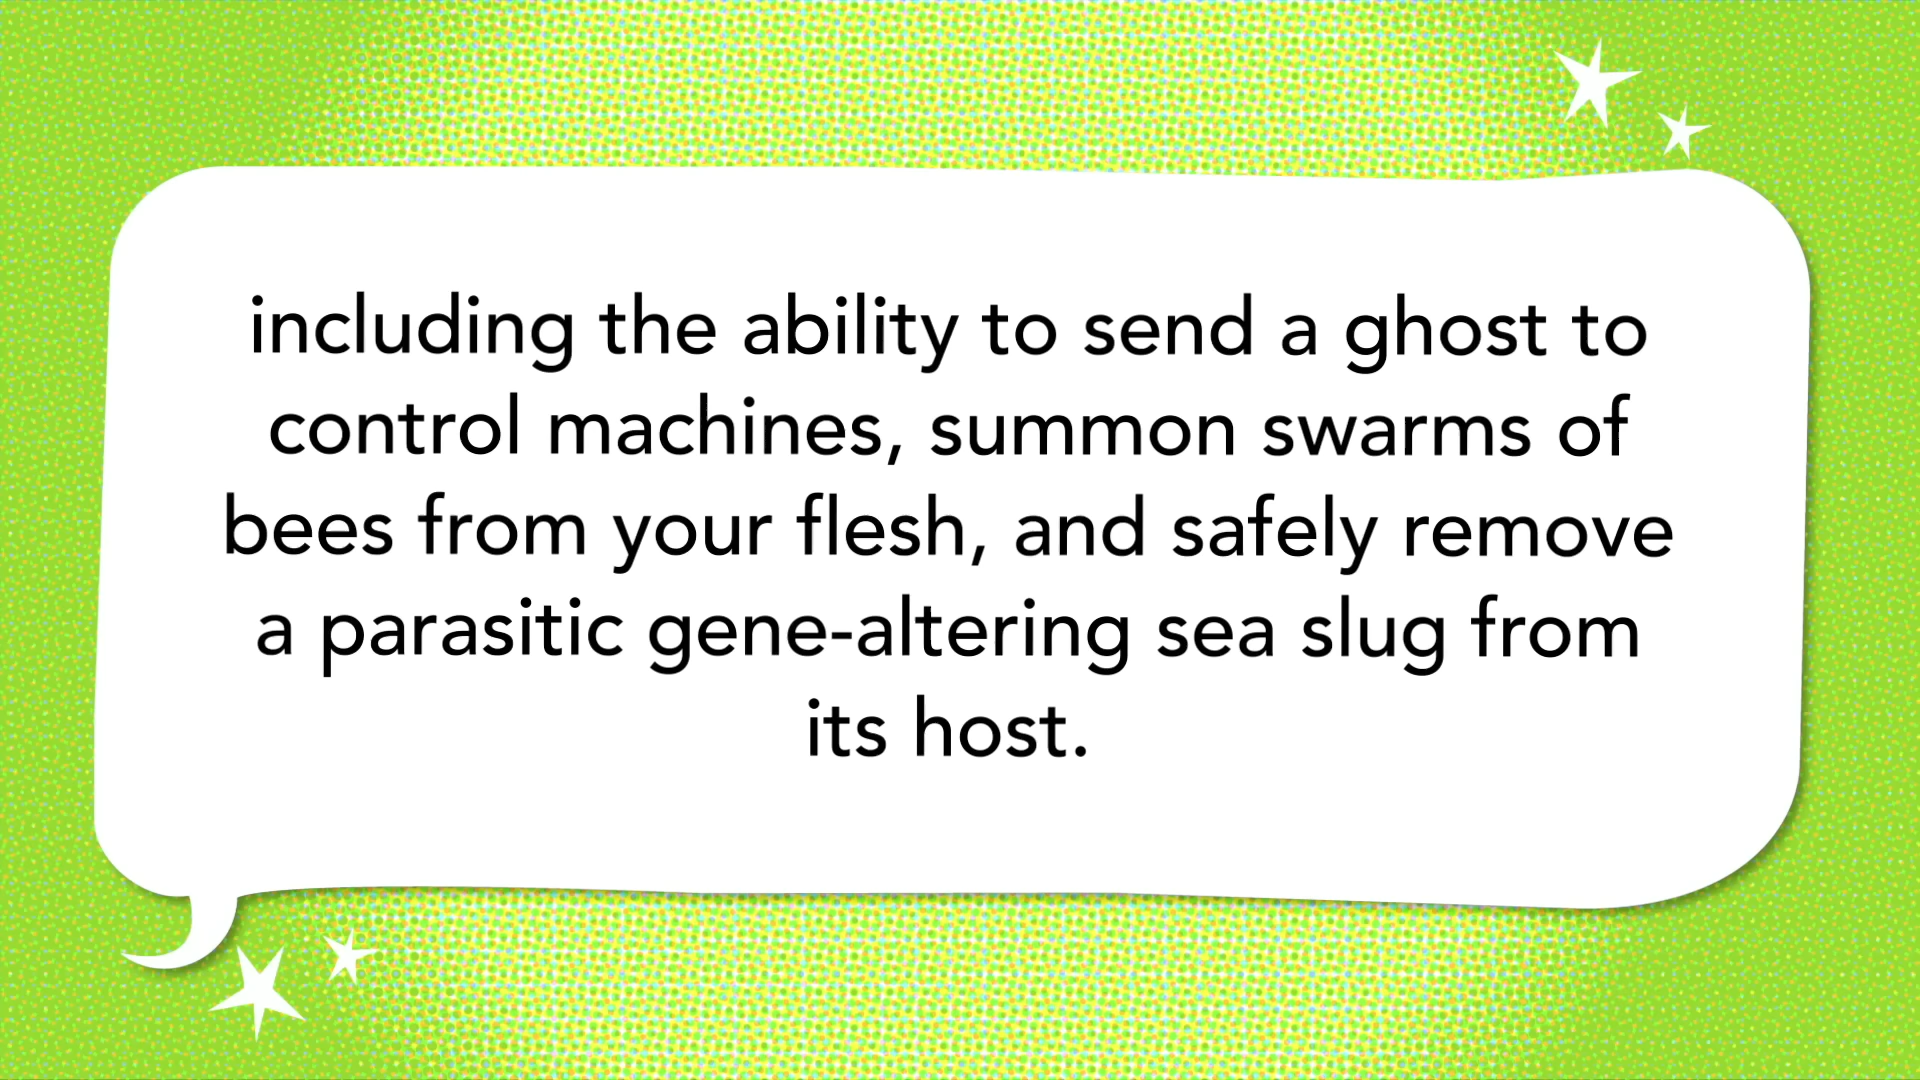 including the ability to send a ghost to
control machines, summon swarms of
bees from your flesh, and safely remove
a parasitic gene-altering sea slug from
its host.